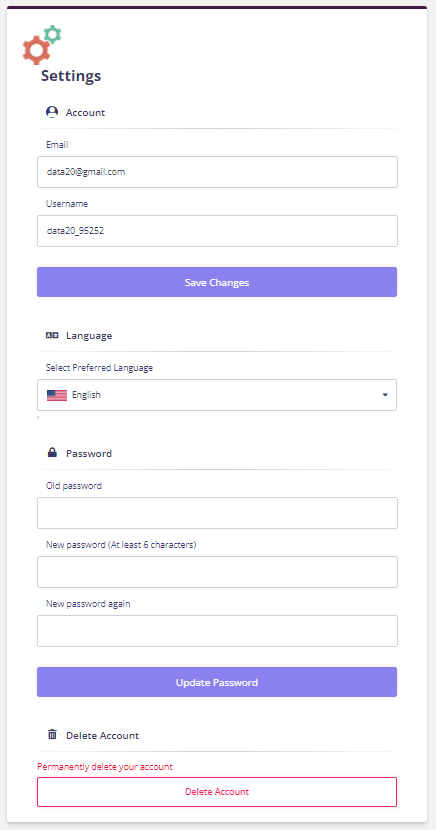 Settings
Account
Email
data20@gmail.com
Username
data20_95252
Save Changes
Language
Select Preferred Language
English
Password
Old password
New password (At least 6 characters)
New password again
Update Password
Delete Account
Permanently delete your account
Delete Account